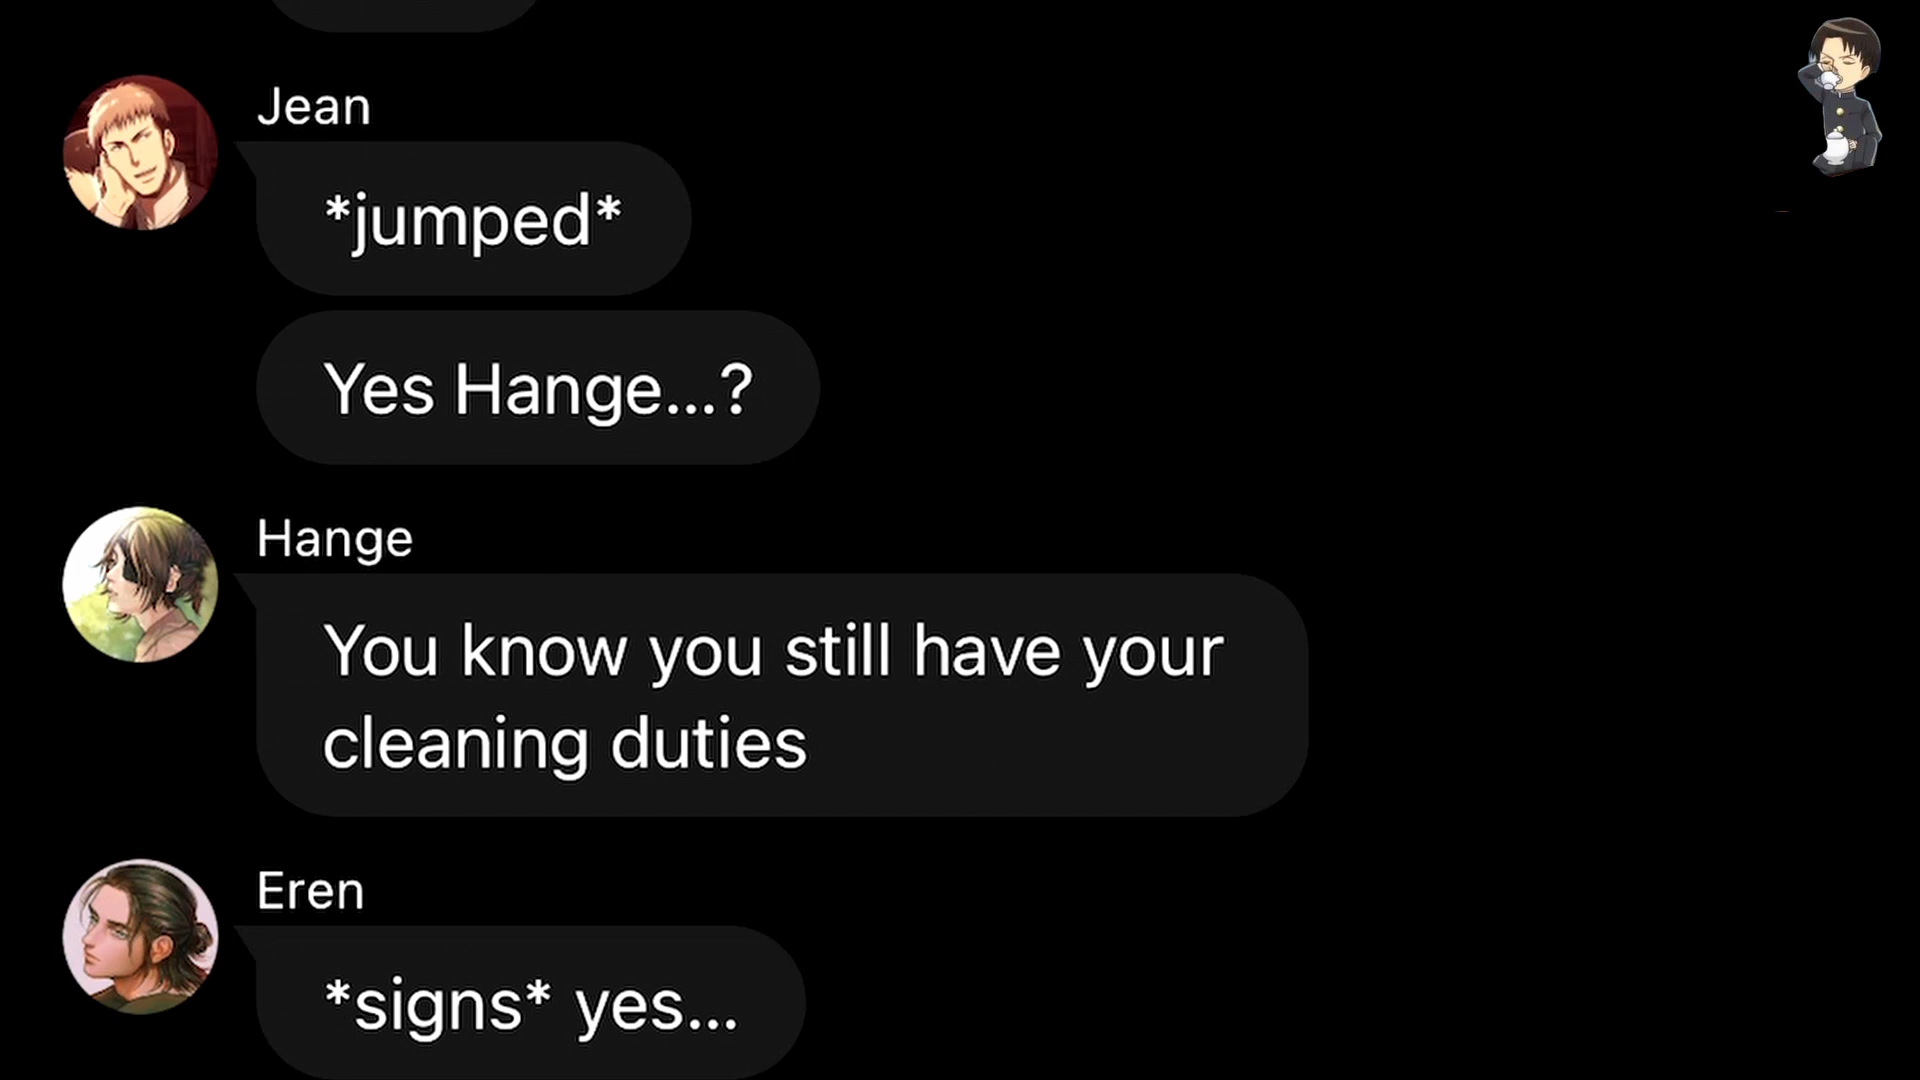 Jean
*jumped*
Yes Hange...?
Hange
You know you still have your
cleaning duties
Eren
*signs* yes...